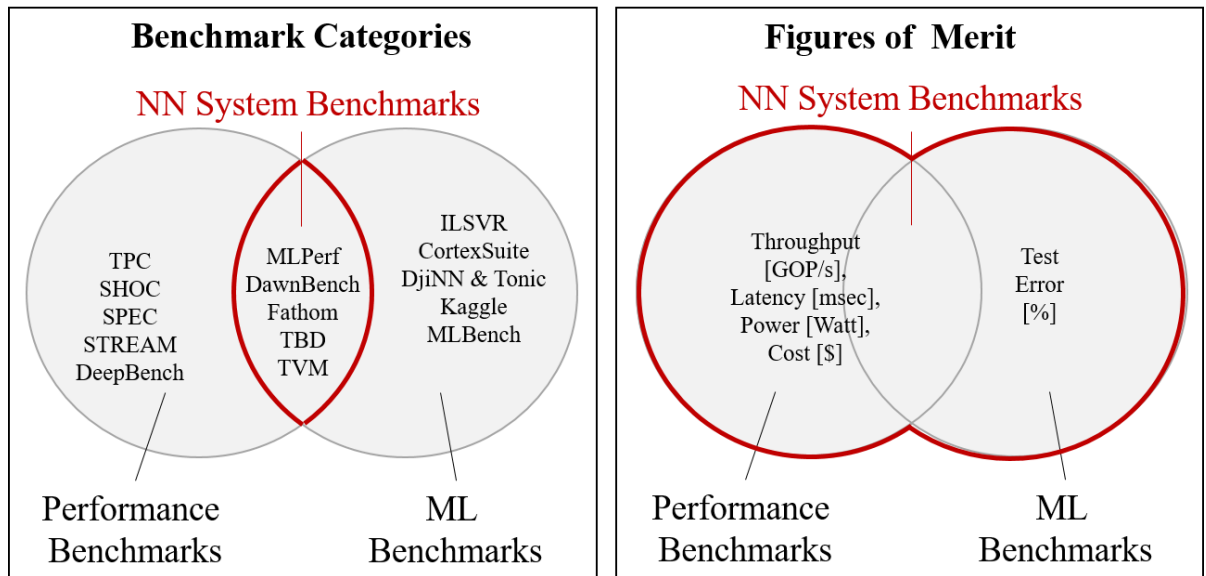 Benchmark Categories
NN System Benchmarks
TPC
SHOC
SPEC
STREAM
DeepBench
MLPerf
DawnBench
Fathom
TBD
TVM
ILSVR
CortexSuite
DjiNN & Tonic
Kaggle
MLBench
Performance
Benchmarks
ML
Benchmarks
Figures of Merit
NN System Benchmarks
Throughput
[GOP/s],
Latency [msec],
Power [Watt],
Cost [$]
Test
Error
[%]
Performance
Benchmarks
ML
Benchmarks